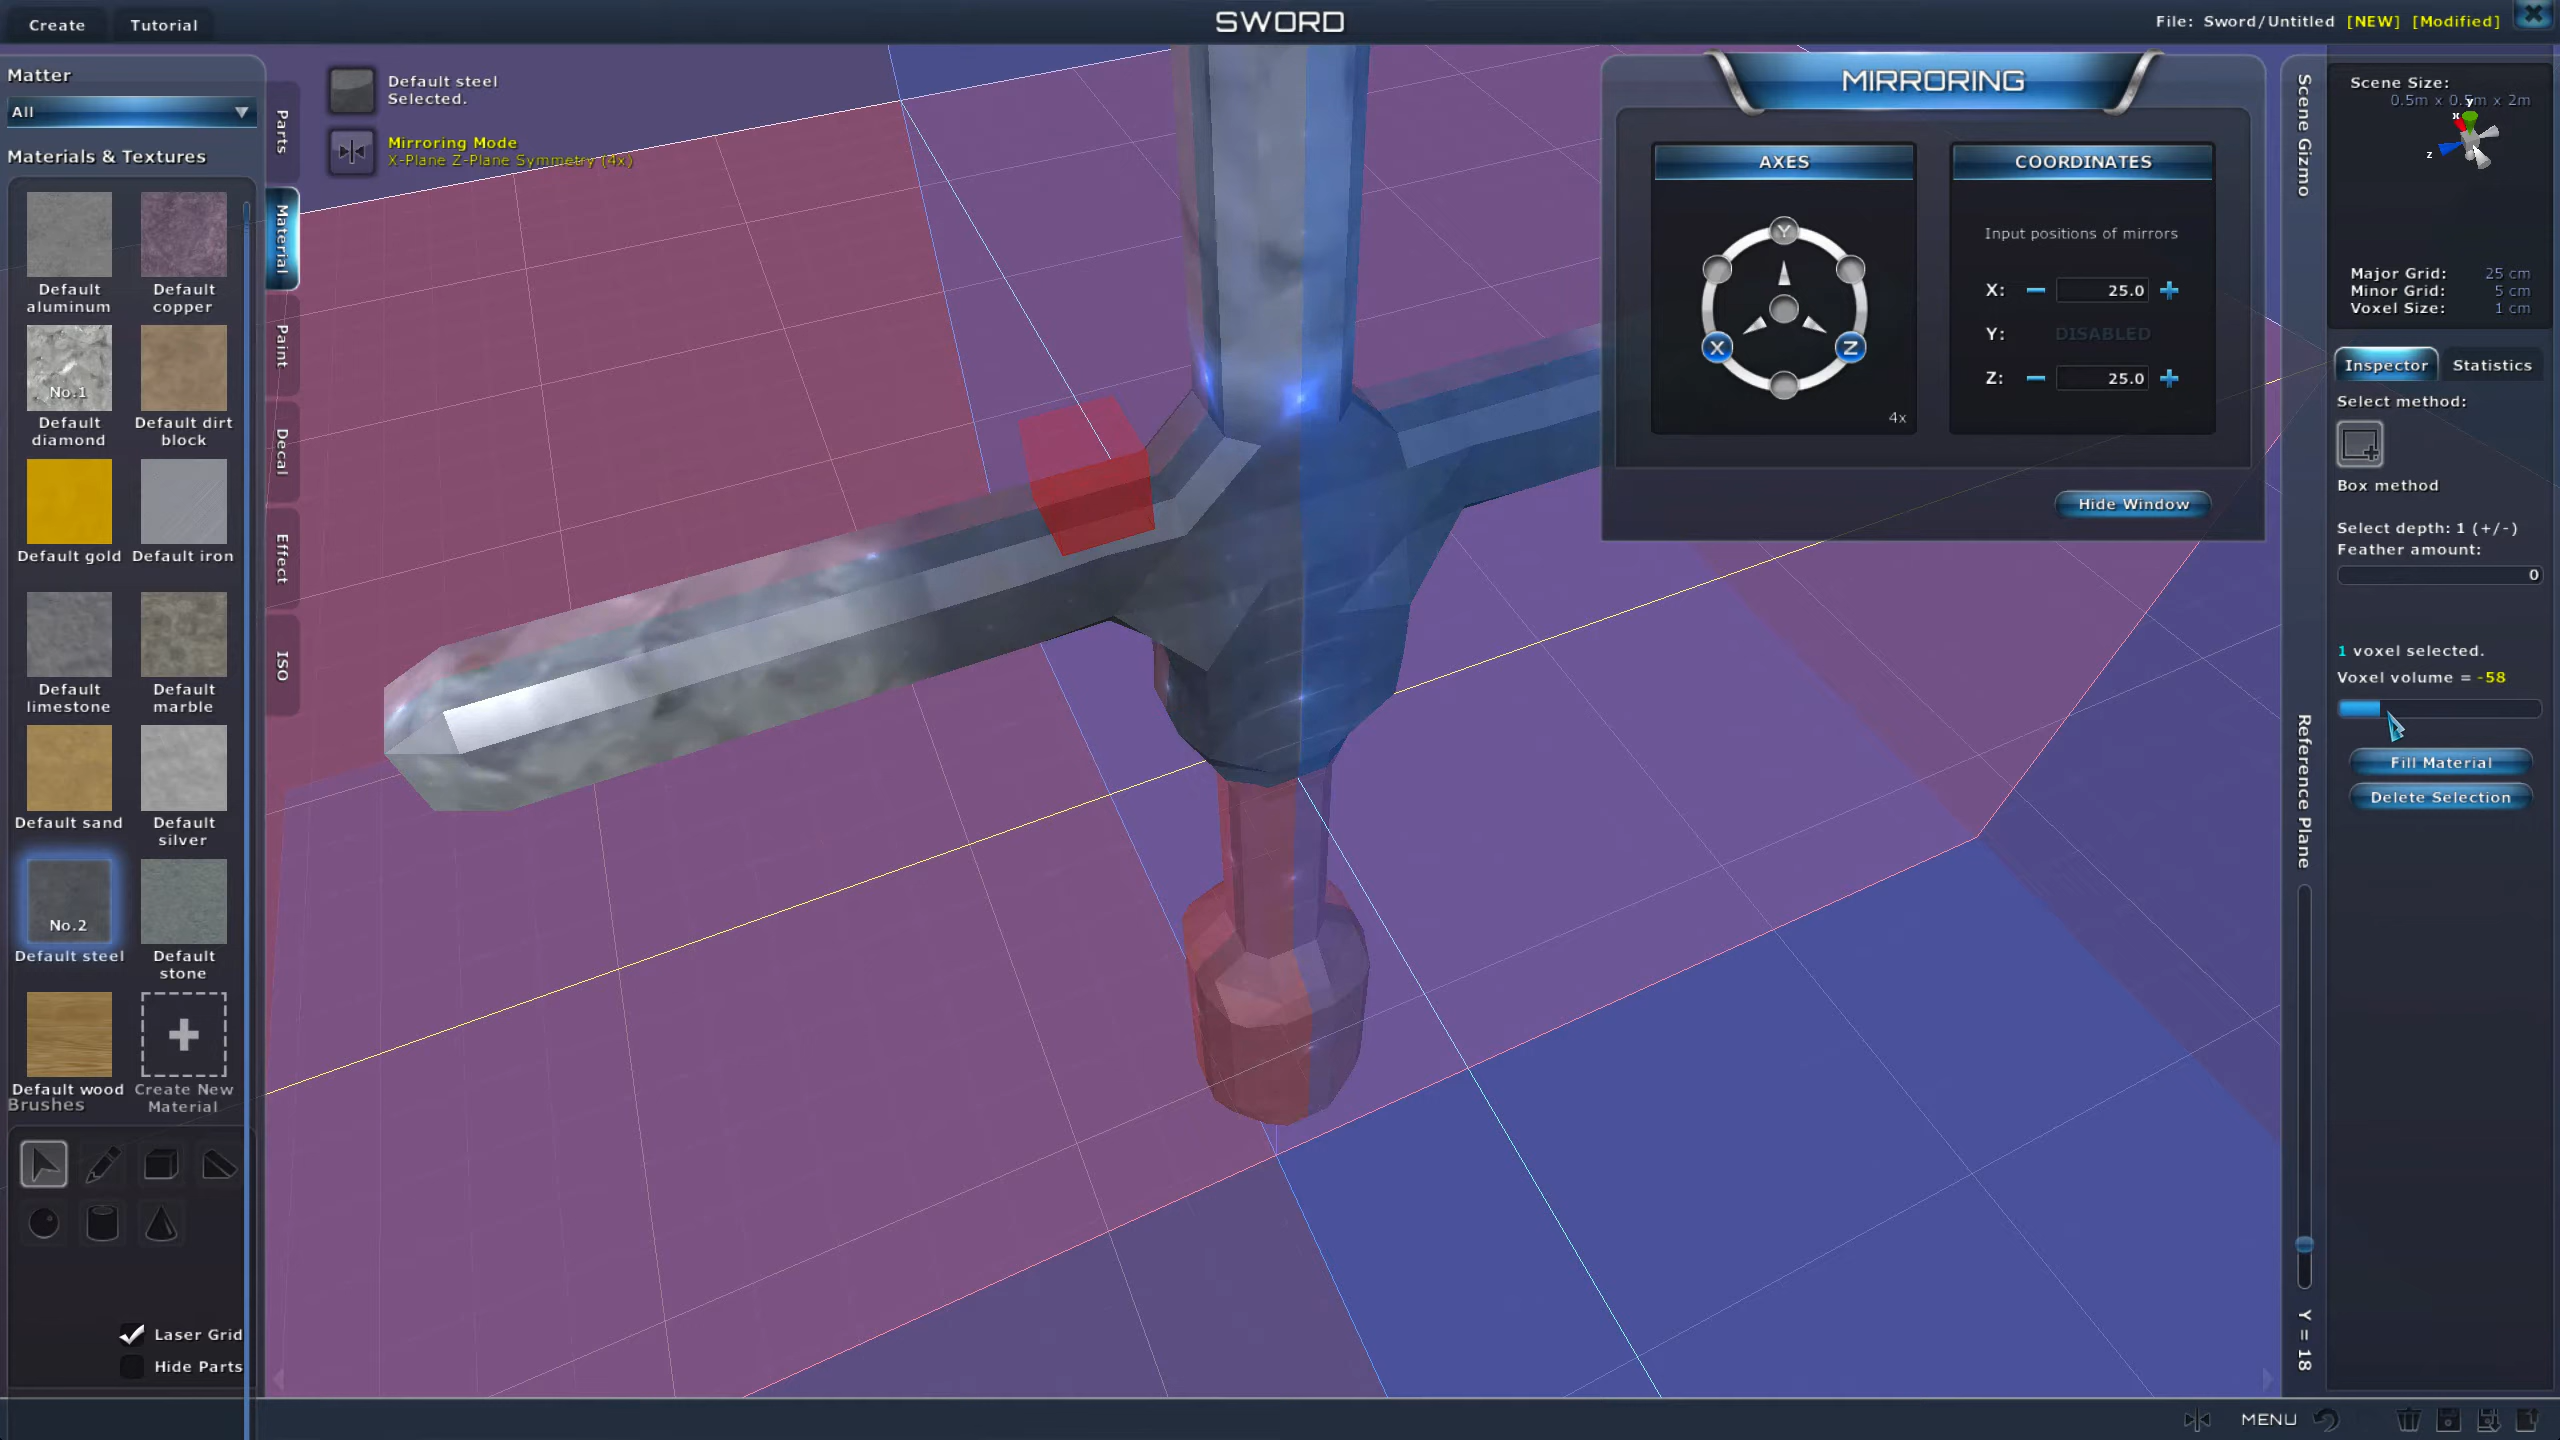 Create
Tutorial
SWORD
File: Sword/Untitled [NEW] [Modified]
Matter
All
Materials & Textures
Default aluminum
Default copper
No.1
Default diamond
Default dirt block
Default gold
Default iron
Default limestone
Default marble
Default sand
Default silver
No.2
Default steel
Default stone
Default wood
Create New Material
Brushes
Laser Grid
Hide Parts
Parts
Material
Paint
Decal
Effect
ISO
Default steel
Selected.
Mirroring Mode
X-Plane Z-Plane Symmetry (4x)
MIRRORING
AXES
Y
X
Z
4x
COORDINATES
Input positions of mirrors
X: 25.0
Y: DISABLED
Z: 25.0
Hide Window
Scene Gizmo
Reference Plane
Y = 18
Scene Size:
0.5m x 0.5m x 2m
y
x
z
Major Grid: 25 cm
Minor Grid: 5 cm
Voxel Size: 1 cm
Inspector
Statistics
Select method:
Box method
Select depth: 1 (+/-)
Feather amount:
0
1 voxel selected.
Voxel volume = -58
Fill Material
Delete Selection
MENU